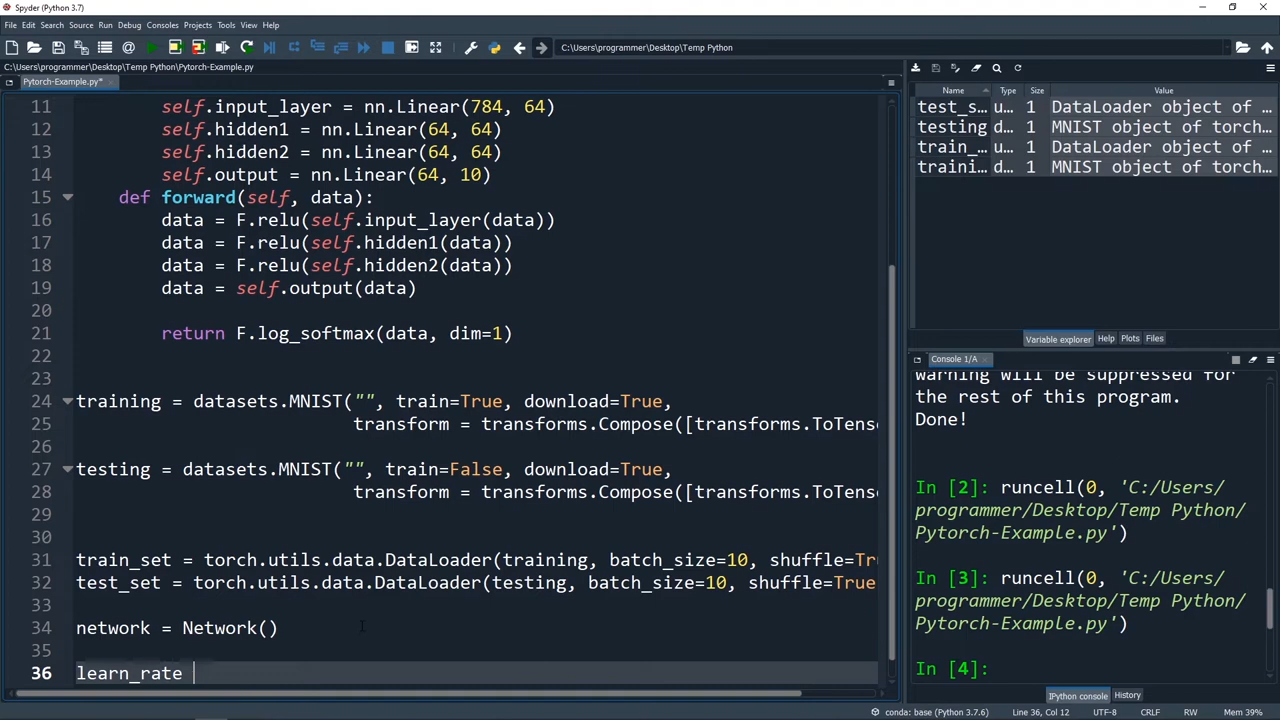 Spyder (Python 3.7)
File Edit Search Source Run Debug Consoles Projects Tools View Help
C:\Users\programmer\Desktop\Temp Python
C:\Users\programmer\Desktop\Temp Python\Pytorch-Example.py
Pytorch-Example.py*
11 self.input_layer = nn.Linear(784, 64)
12 self.hidden1 = nn.Linear(64, 64)
13 self.hidden2 = nn.Linear(64, 64)
14 self.output = nn.Linear(64, 10)
15 def forward(self, data):
16 data = F.relu(self.input_layer(data))
17 data = F.relu(self.hidden1(data))
18 data = F.relu(self.hidden2(data))
19 data = self.output(data)
20
21 return F.log_softmax(data, dim=1)
22
23
24 training = datasets.MNIST("", train=True, download=True,
25 transform = transforms.Compose([transforms.ToTense
26
27 testing = datasets.MNIST("", train=False, download=True,
28 transform = transforms.Compose([transforms.ToTense
29
30
31 train_set = torch.utils.data.DataLoader(training, batch_size=10, shuffle=Tru
32 test_set = torch.utils.data.DataLoader(testing, batch_size=10, shuffle=True
33
34 network = Network()
35
36 learn_rate
Name Type Size Value
test_s... u... 1 DataLoader object of ...
testing d... 1 MNIST object of torch...
train_... u... 1 DataLoader object of ...
traini... d... 1 MNIST object of torch...
Variable explorer Help Plots Files
Console 1/A
warning will be suppressed for
the rest of this program.
Done!
In [2]: runcell(0, 'C:/Users/
programmer/Desktop/Temp Python/
Pytorch-Example.py')
In [3]: runcell(0, 'C:/Users/
programmer/Desktop/Temp Python/
Pytorch-Example.py')
In [4]:
IPython console History
conda: base (Python 3.7.6) Line 36, Col 12 UTF-8 CRLF RW Mem 39%